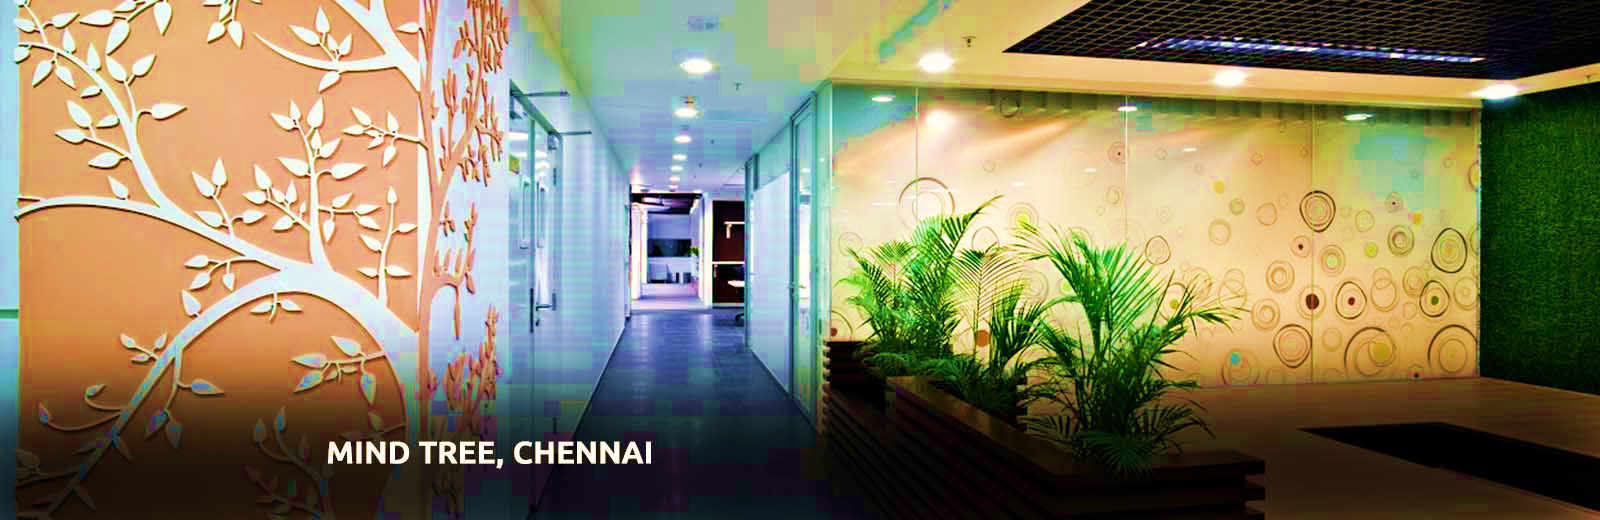 MIND TREE, CHENNAI